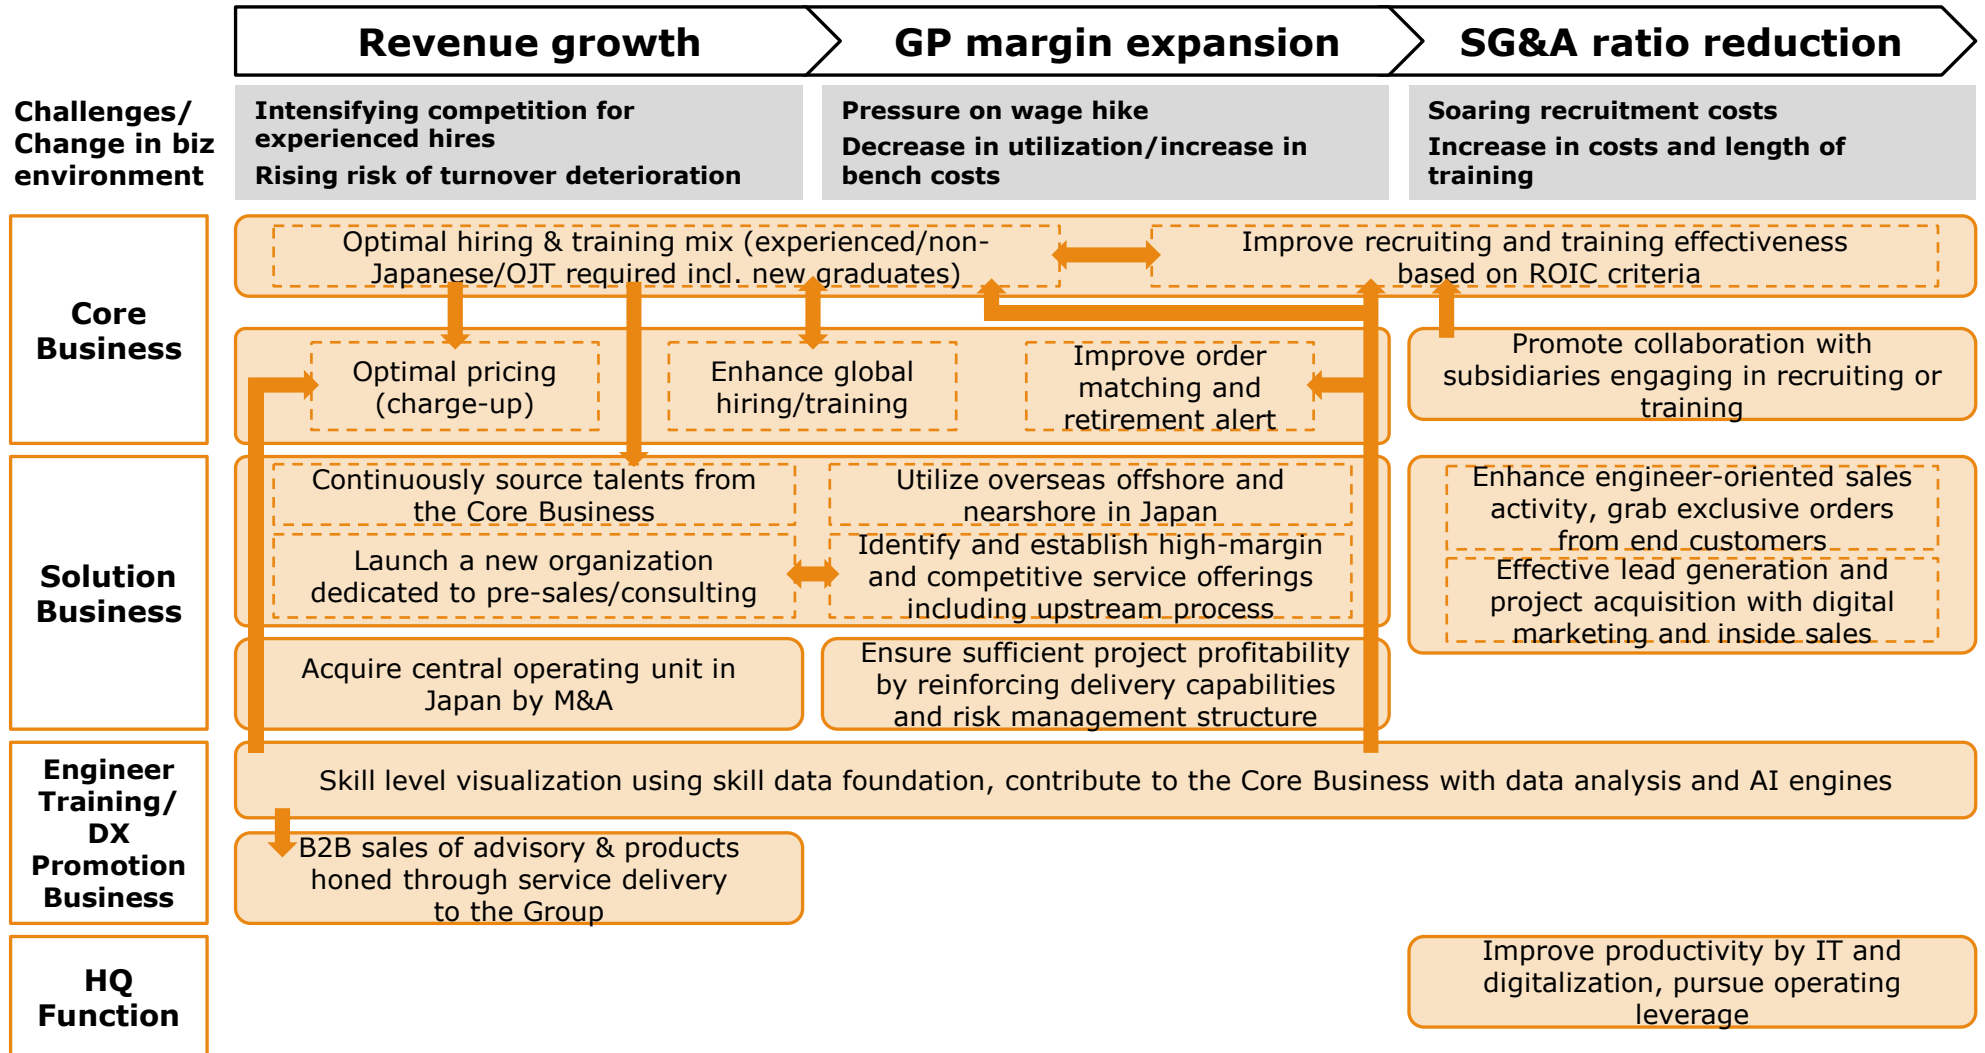 Revenue growth
GP margin expansion
SG&A ratio reduction
Challenges/
Change in biz
environment
Intensifying competition for
experienced hires
Rising risk of turnover deterioration
Pressure on wage hike
Decrease in utilization/increase in
bench costs
Soaring recruitment costs
Increase in costs and length of
training
Core
Business
Optimal hiring & training mix (experienced/non-
Japanese/OJT required incl. new graduates)
Improve recruiting and training effectiveness
based on ROIC criteria
Optimal pricing
(charge-up)
Enhance global
hiring/training
Improve order
matching and
retirement alert
Promote collaboration with
subsidiaries engaging in recruiting or
training
Solution
Business
Continuously source talents from
the Core Business
Utilize overseas offshore and
nearshore in Japan
Launch a new organization
dedicated to pre-sales/consulting
Identify and establish high-margin
and competitive service offerings
including upstream process
Enhance engineer-oriented sales
activity, grab exclusive orders
from end customers
Effective lead generation and
project acquisition with digital
marketing and inside sales
Acquire central operating unit in
Japan by M&A
Ensure sufficient project profitability
by reinforcing delivery capabilities
and risk management structure
Engineer
Training/
DX
Promotion
Business
Skill level visualization using skill data foundation, contribute to the Core Business with data analysis and AI engines
B2B sales of advisory & products
honed through service delivery
to the Group
HQ
Function
Improve productivity by IT and
digitalization, pursue operating
leverage